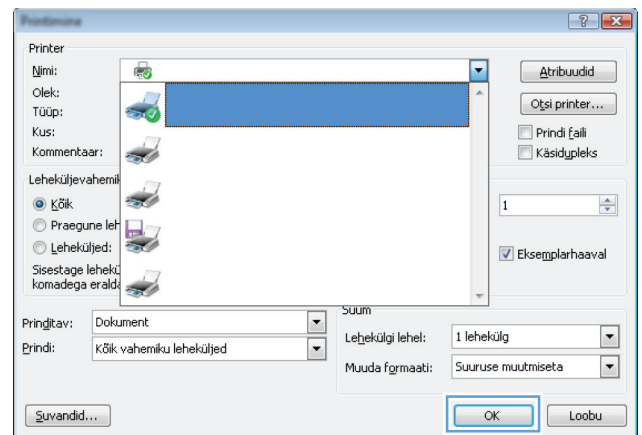 Printimine
Printer
Nimi:
Atribuudid
Olek:
Otsi printer...
Tüüp:
Kus:
Prindi faili
Kommentaar:
Käsidupleks
Leheküljevahemik
Kõik
1
Praegune leh
Leheküljed:
Eksemplarhaaval
Sisestage lehekü
komadega eralda
Suum
Prinditav: Dokument
Lehekülgi lehel: 1 lehekülg
Prindi: Kõik vahemiku leheküljed
Muuda formaati: Suuruse muutmiseta
Suvandid...
OK
Loobu